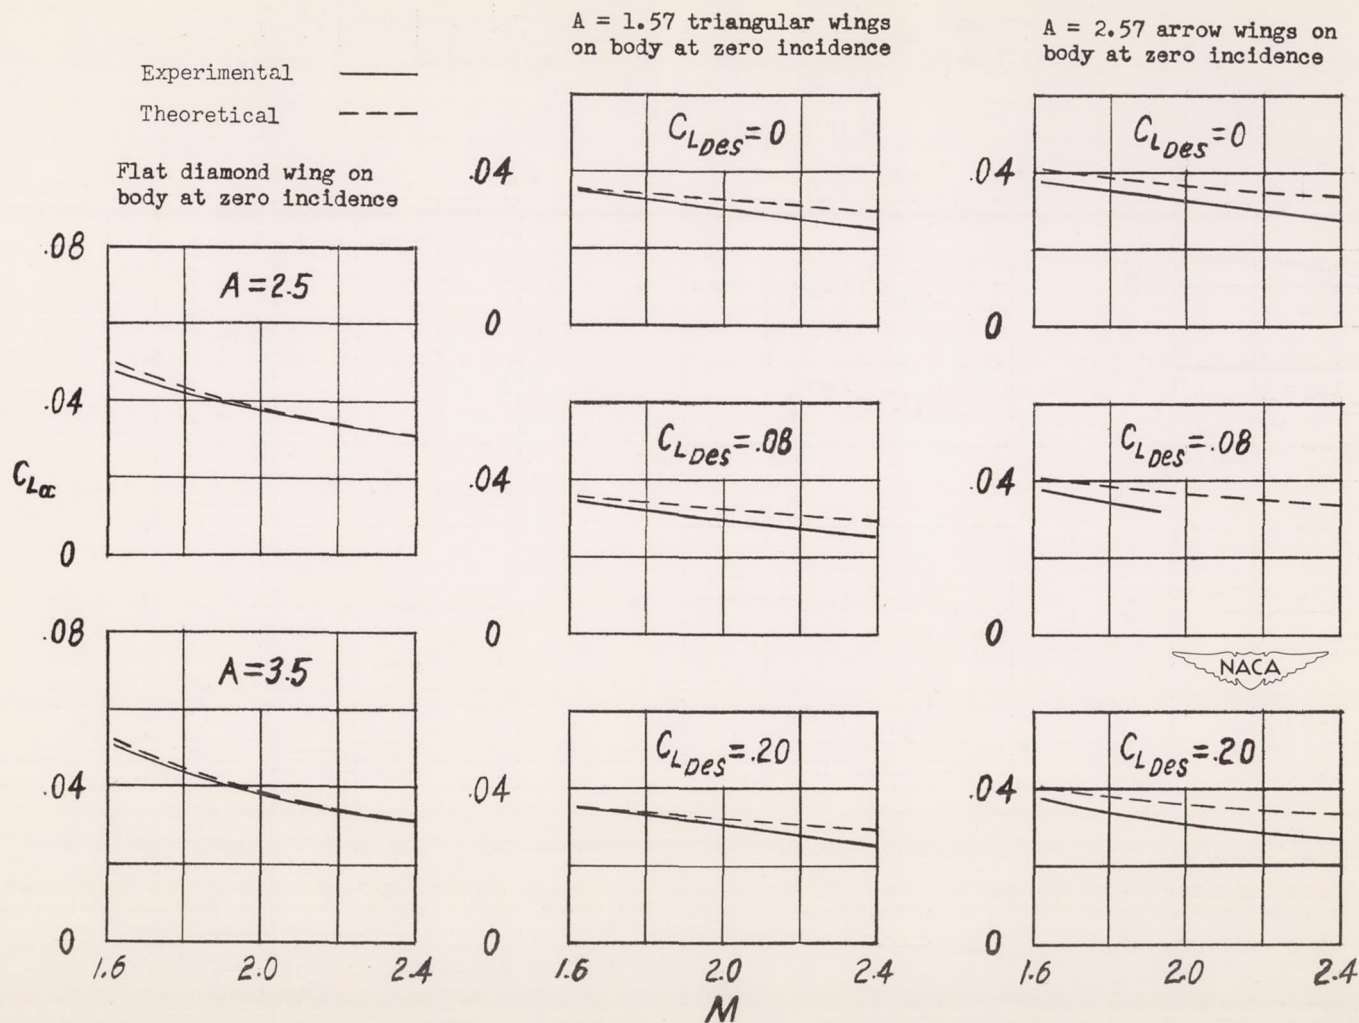 Experimental
Theoretical
Flat diamond wing on
body at zero incidence
.08
A=2.5
.04
C_Lα
0
.08
A=3.5
.04
0
1.6 2.0 2.4
A = 1.57 triangular wings
on body at zero incidence
C_LDes=0
.04
0
C_LDes=.08
.04
0
C_LDes=.20
.04
0
1.6 2.0 2.4
M
A = 2.57 arrow wings on
body at zero incidence
C_LDes=0
.04
0
C_LDes=.08
.04
0
NACA
C_LDes=.20
.04
0
1.6 2.0 2.4